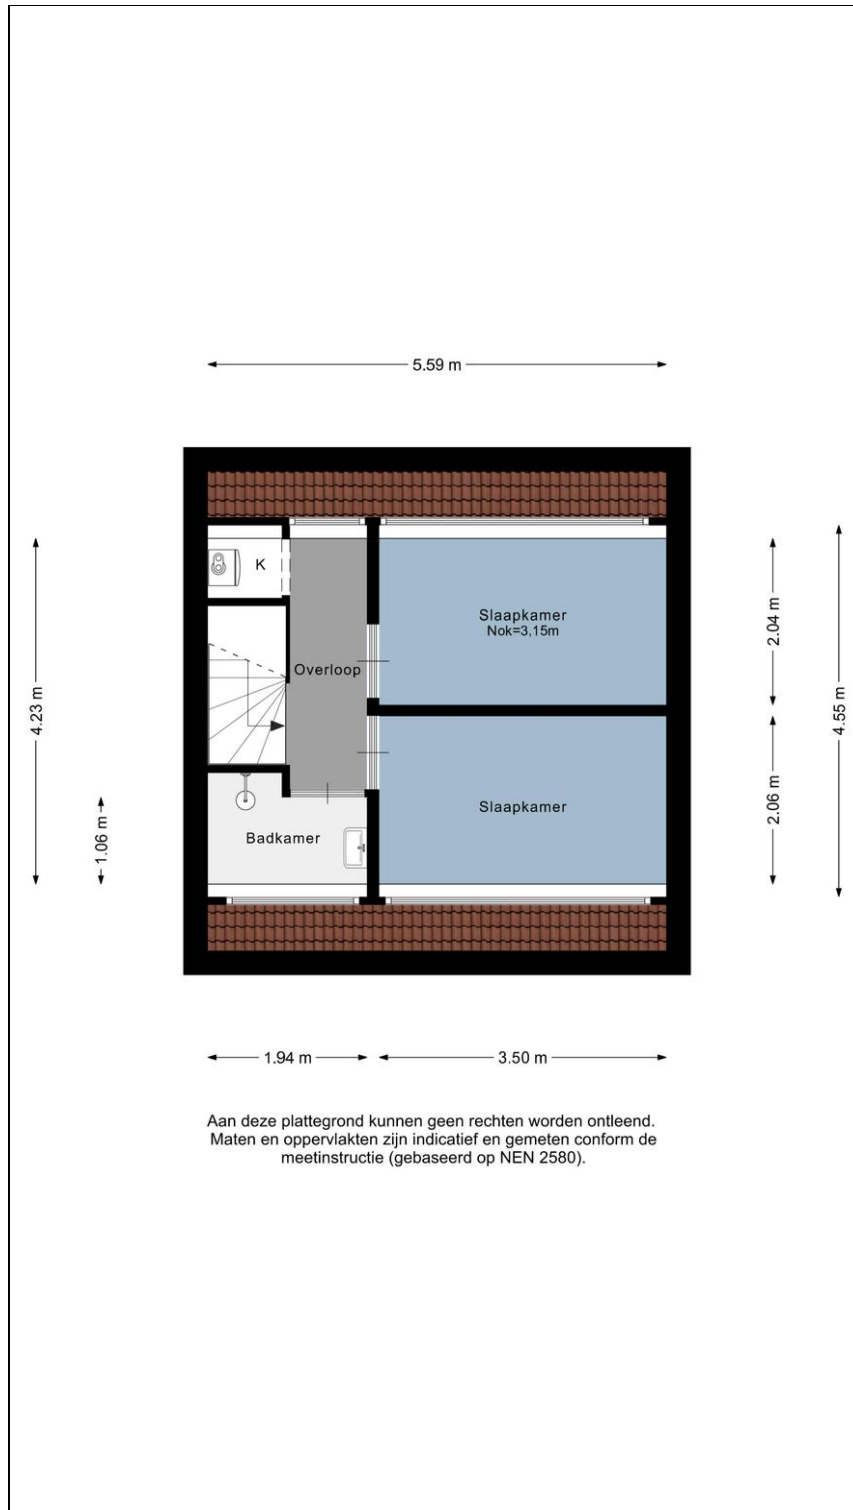 5.59 m
K
Slaapkamer
Nok=3,15m
2.04 m
Overloop
4.23 m
4.55 m
Slaapkamer
2.06 m
Badkamer
1.06 m
1.94 m
3.50 m
Aan deze plattegrond kunnen geen rechten worden ontleend.
Maten en oppervlakten zijn indicatief en gemeten conform de
meetinstructie (gebaseerd op NEN 2580).